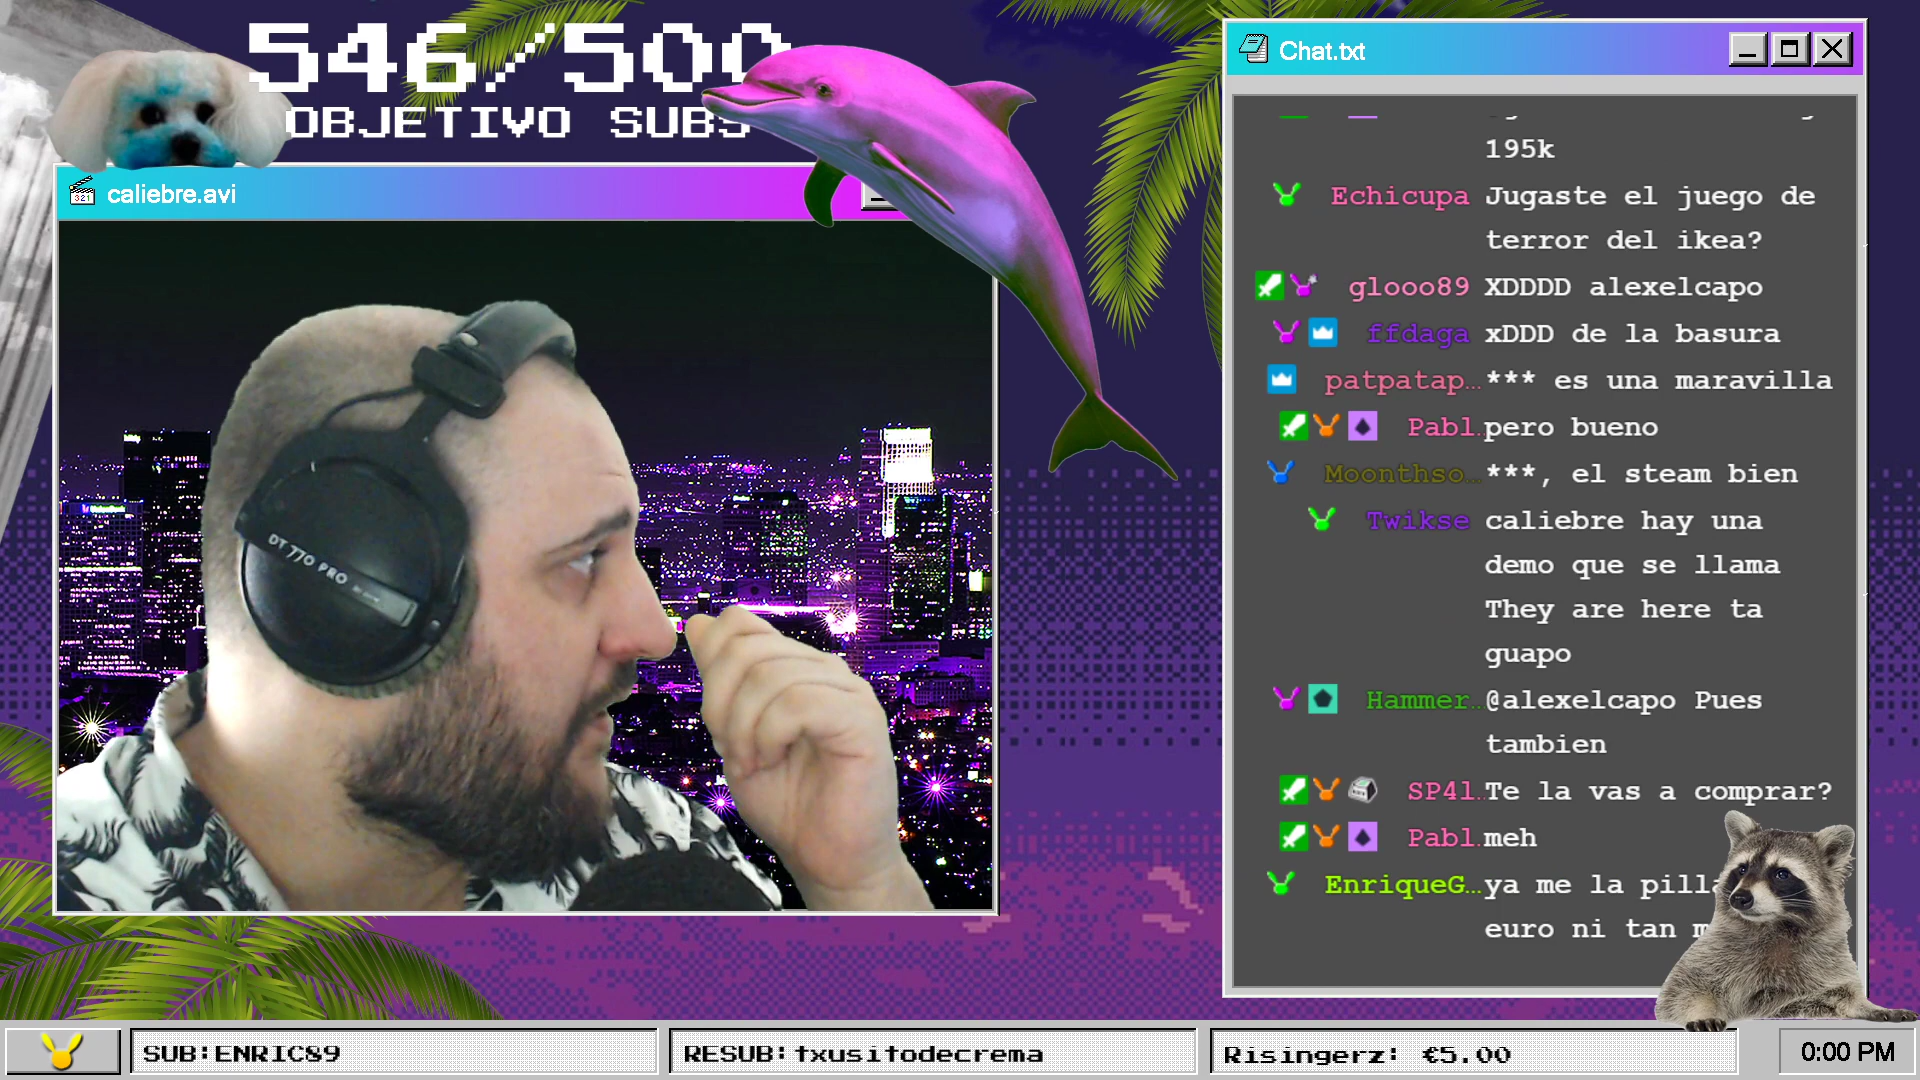 546/500
OBJETIVO SUBS
caliebre.avi
DT 770 PRO
Chat.txt
195k
Echicupa Jugaste el juego de
terror del ikea?
glooo89 XDDDD alexelcapo
ffdaga xDDD de la basura
patpatap... *** es una maravilla
Pabl.. pero bueno
Moonthso... ***, el steam bien
Twikse caliebre hay una
demo que se llama
They are here ta
guapo
Hammer.. @alexelcapo Pues
tambien
SP4l.. Te la vas a comprar?
Pabl.. meh
EnriqueG... ya me la
euro ni tan
SUB:ENRIC89
RESUB:txusitodecrema
Risingerz: €5.00
0:00 PM